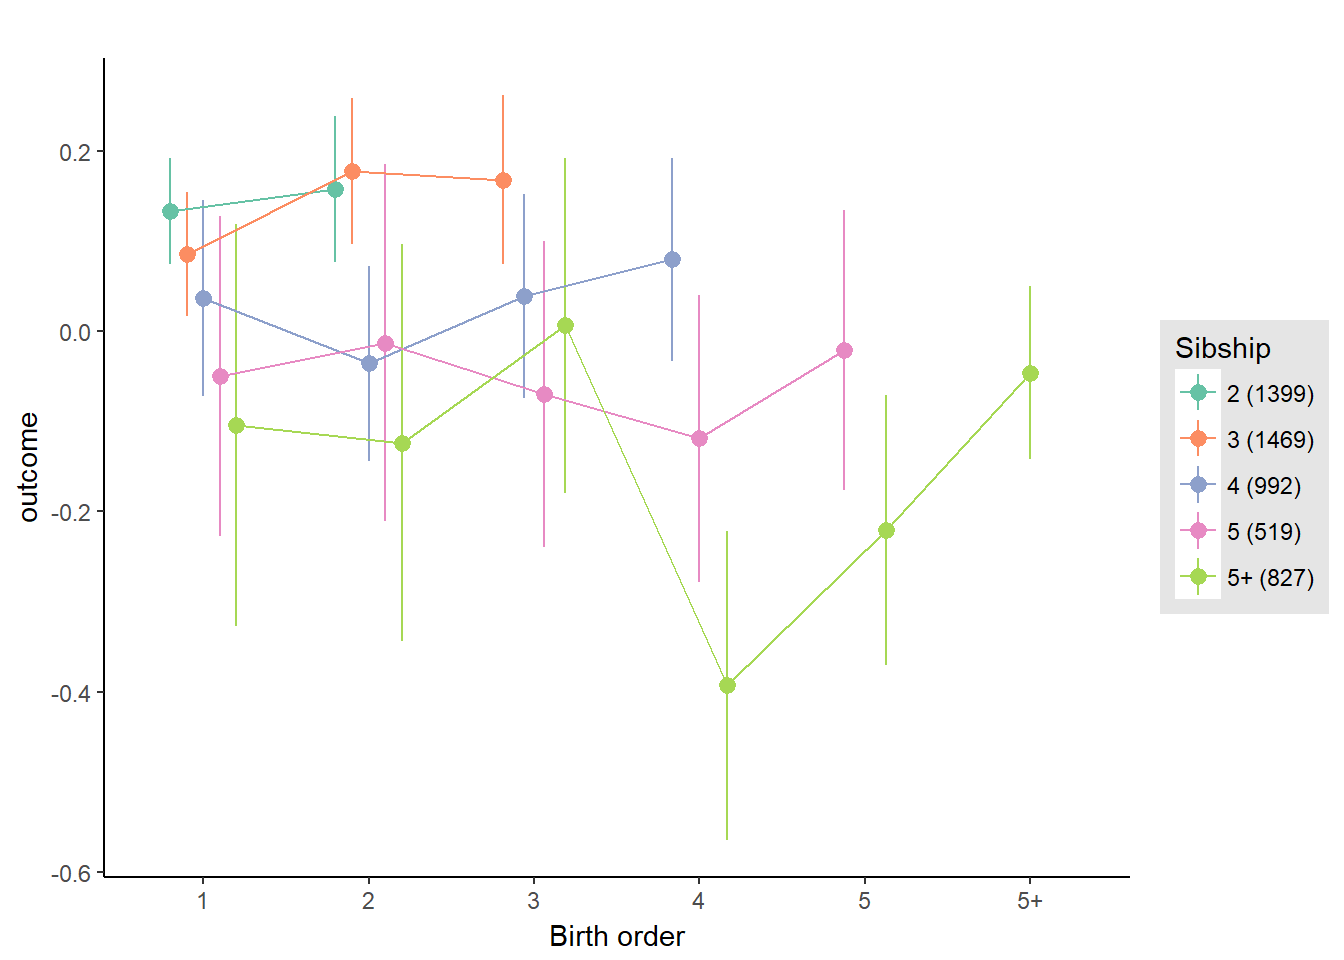 0.2
0.0
-0.2
-0.4
-0.6
outcome
1 2 3 4 5 5+
Birth order
Sibship
2 (1399)
3 (1469)
4 (992)
5 (519)
5+ (827)